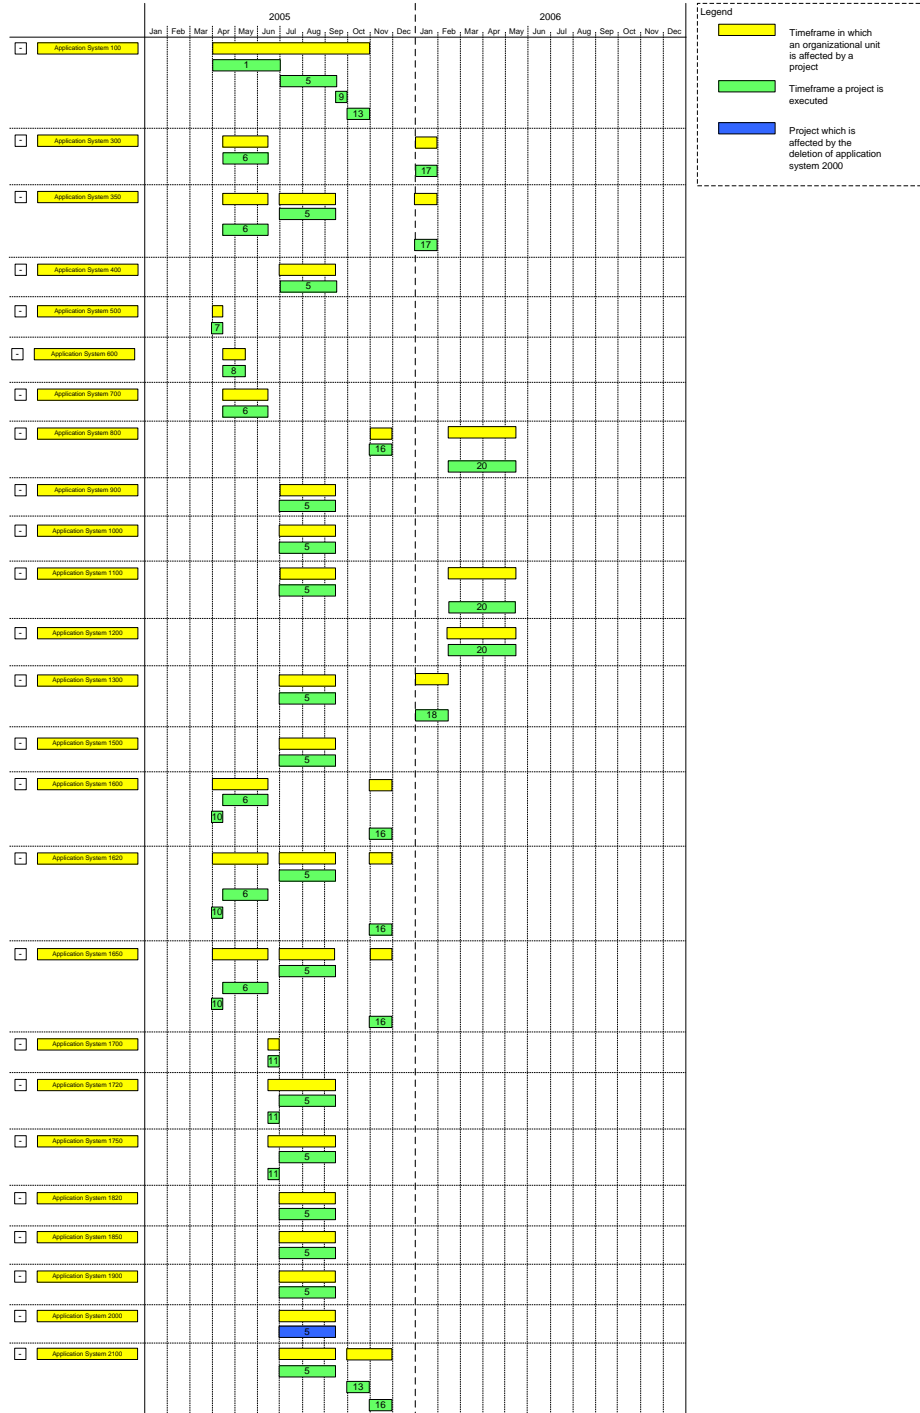 2005 2006
Jan Feb Mar Apr May Jun Jul Aug Sep Oct Nov Dec Jan Feb Mar Apr May Jun Jul Aug Sep Oct Nov Dec
Legend
Timeframe in which
an organizational unit
is affected by a
project
Timeframe a project is
executed
Project which is
affected by the
deletion of application
system 2000
- Application System 100
1
5
9
13
- Application System 300
6
17
- Application System 350
5
6
17
- Application System 400
5
- Application System 500
7
- Application System 600
8
- Application System 700
6
- Application System 800
16
20
- Application System 900
5
- Application System 1000
5
- Application System 1100
5
20
- Application System 1200
20
- Application System 1300
5
18
- Application System 1500
5
- Application System 1600
6
10
16
- Application System 1620
5
6
10
16
- Application System 1650
5
6
10
16
- Application System 1700
11
- Application System 1720
5
11
- Application System 1750
5
11
- Application System 1820
5
- Application System 1850
5
- Application System 1900
5
- Application System 2000
5
- Application System 2100
5
13
16